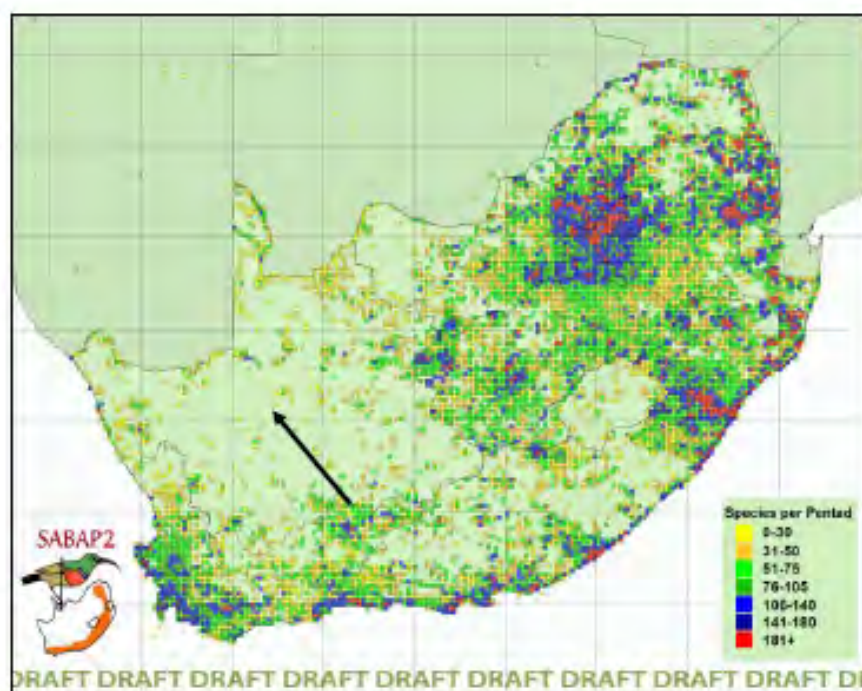 SABAP2
Species per Pentad
0-30
31-50
51-75
76-105
106-140
141-180
181+
DRAFT DRAFT DRAFT DRAFT DRAFT DRAFT DRAFT DRAFT DRAFT D